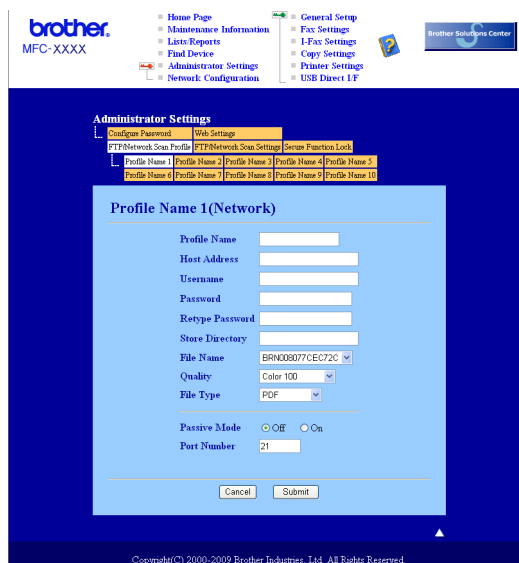 brother.
MFC-XXXX
Home Page
Maintenance Information
Lists/Reports
Find Device
Administrator Settings
Network Configuration
General Setup
Fax Settings
I-Fax Settings
Copy Settings
Printer Settings
USB Direct I/F
Brother Solutions Center
Administrator Settings
Configure Password Web Settings
FTP/Network Scan Profile FTP/Network Scan Settings Secure Function Lock
Profile Name 1 Profile Name 2 Profile Name 3 Profile Name 4 Profile Name 5
Profile Name 6 Profile Name 7 Profile Name 8 Profile Name 9 Profile Name 10
Profile Name 1(Network)
Profile Name
Host Address
Username
Password
Retype Password
Store Directory
File Name BRN008077CEC72C
Quality Color 100
File Type PDF
Passive Mode Off On
Port Number 21
Cancel Submit
Copyright(C) 2000-2009 Brother Industries, Ltd. All Rights Reserved.